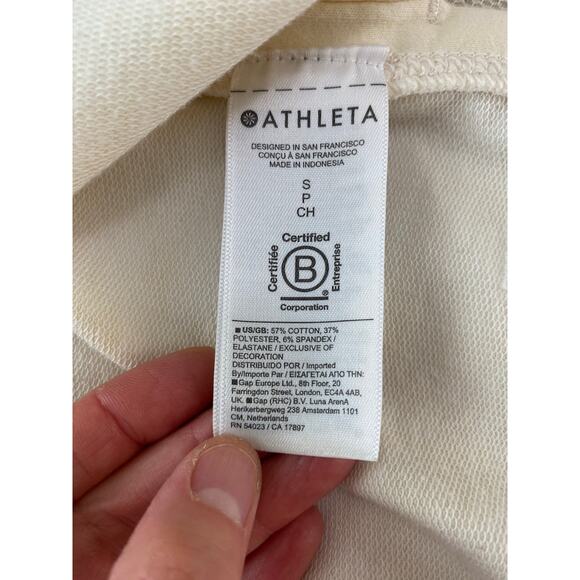 ATHLETA
DESIGNED IN SAN FRANCISCO
CONÇU À SAN FRANCISCO
MADE IN INDONESIA
S
P
CH
Certified
Certifiée
B
®
Entreprise
Corporation
■ US/GB: 57% COTTON, 37%
POLYESTER, 6% SPANDEX /
ELASTANE / EXCLUSIVE OF
DECORATION
DISTRIBUIDO POR / Imported
By/Importe Par / ΕΙΣΑΓΕΤΑΙ ΑΠΟ ΤΗΝ:
■ Gap Europe Ltd., 8th Floor, 20
Farringdon Street, London, EC4A 4AB,
UK. ■ Gap (RHC) B.V. Luna ArenA
Herikerbergweg 238 Amsterdam 1101
CM, Netherlands
RN 54023 / CA 17897